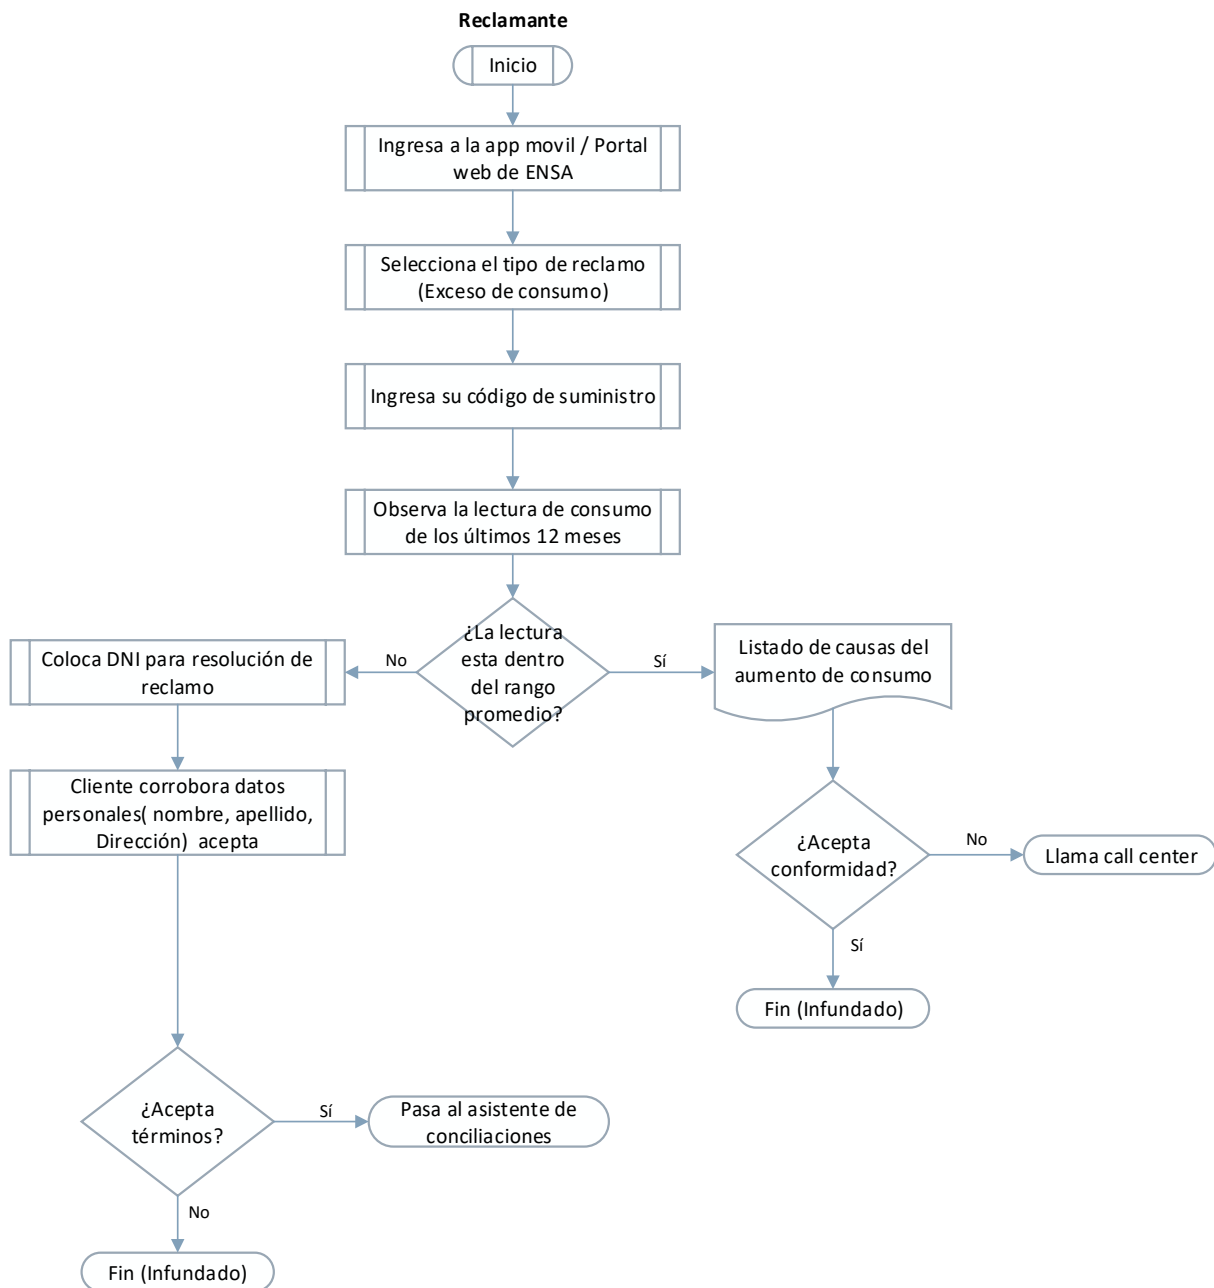 Reclamante
Inicio
Ingresa a la app movil / Portal
web de ENSA
Selecciona el tipo de reclamo
(Exceso de consumo)
Ingresa su código de suministro
Observa la lectura de consumo
de los últimos 12 meses
¿La lectura
esta dentro
del rango
promedio?
No
Sí
Coloca DNI para resolución de
reclamo
Listado de causas del
aumento de consumo
Cliente corrobora datos
personales( nombre, apellido,
Dirección)  acepta
¿Acepta
conformidad?
No
Llama call center
Sí
Fin (Infundado)
¿Acepta
términos?
Sí
Pasa al asistente de
conciliaciones
No
Fin (Infundado)